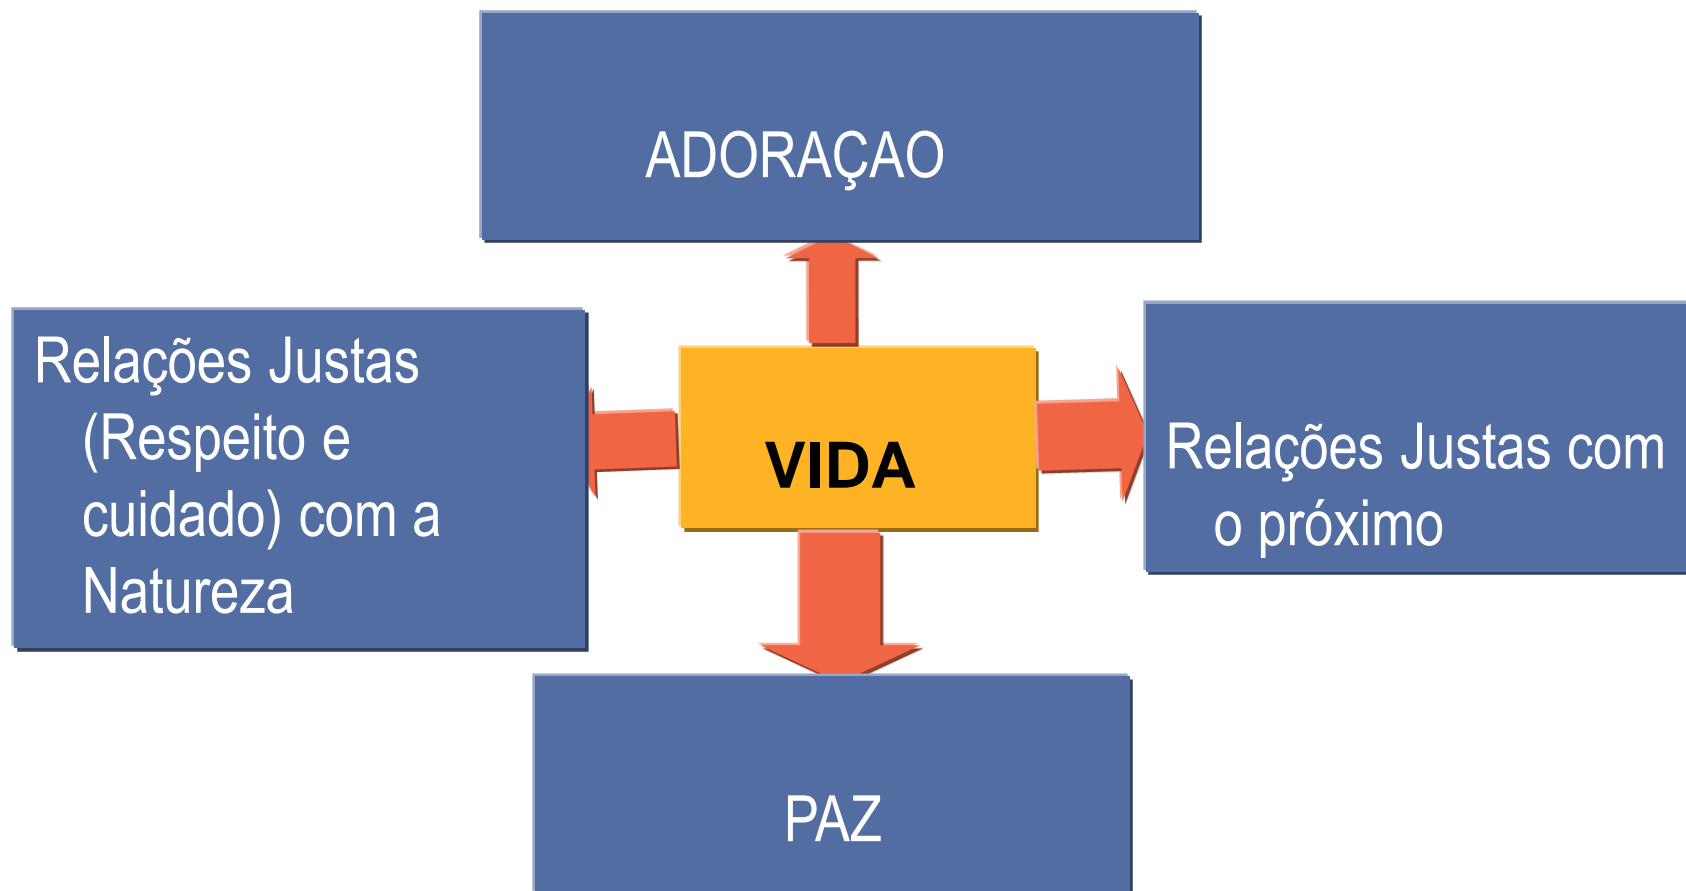 ADORAÇAO
Relações Justas
(Respeito e
cuidado) com a
Natureza
VIDA
Relações Justas com
o próximo
PAZ